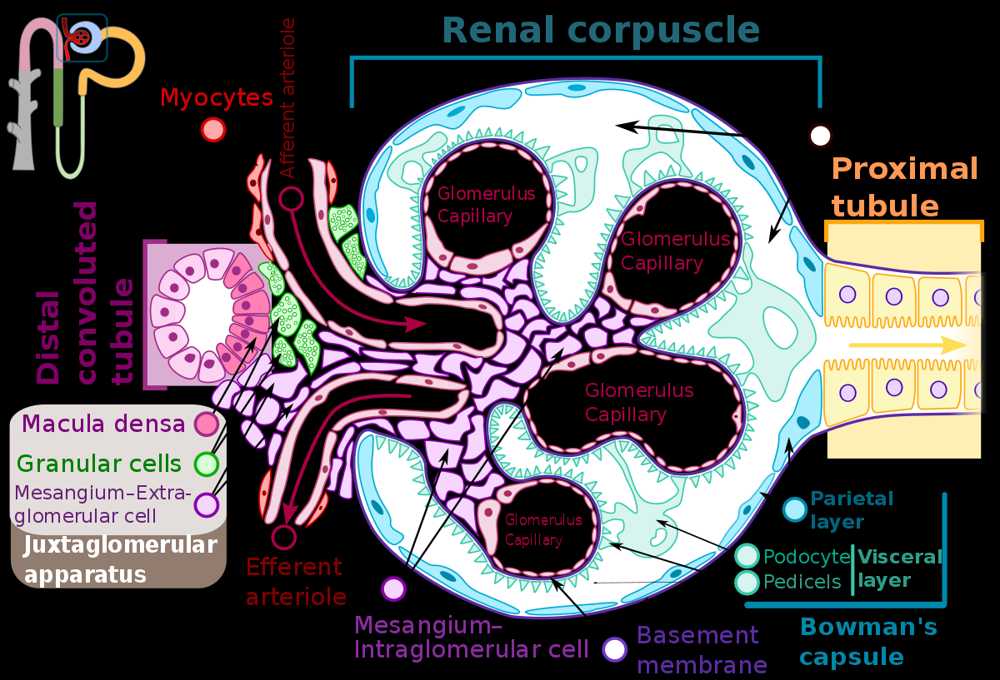 Renal corpuscle
Afferent arteriole
Myocytes
Proximal
tubule
Glomerulus
Capillary
Glomerulus
Capillary
Glomerulus
Capillary
Glomerulus
Capillary
Distal
convoluted
tubule
Macula densa
Granular cells
Mesangium–Extra-
glomerular cell
Juxtaglomerular
apparatus
Efferent
arteriole
Mesangium–
Intraglomerular cell
Basement
membrane
Parietal
layer
Podocyte
Pedicels
Visceral
layer
Bowman's
capsule